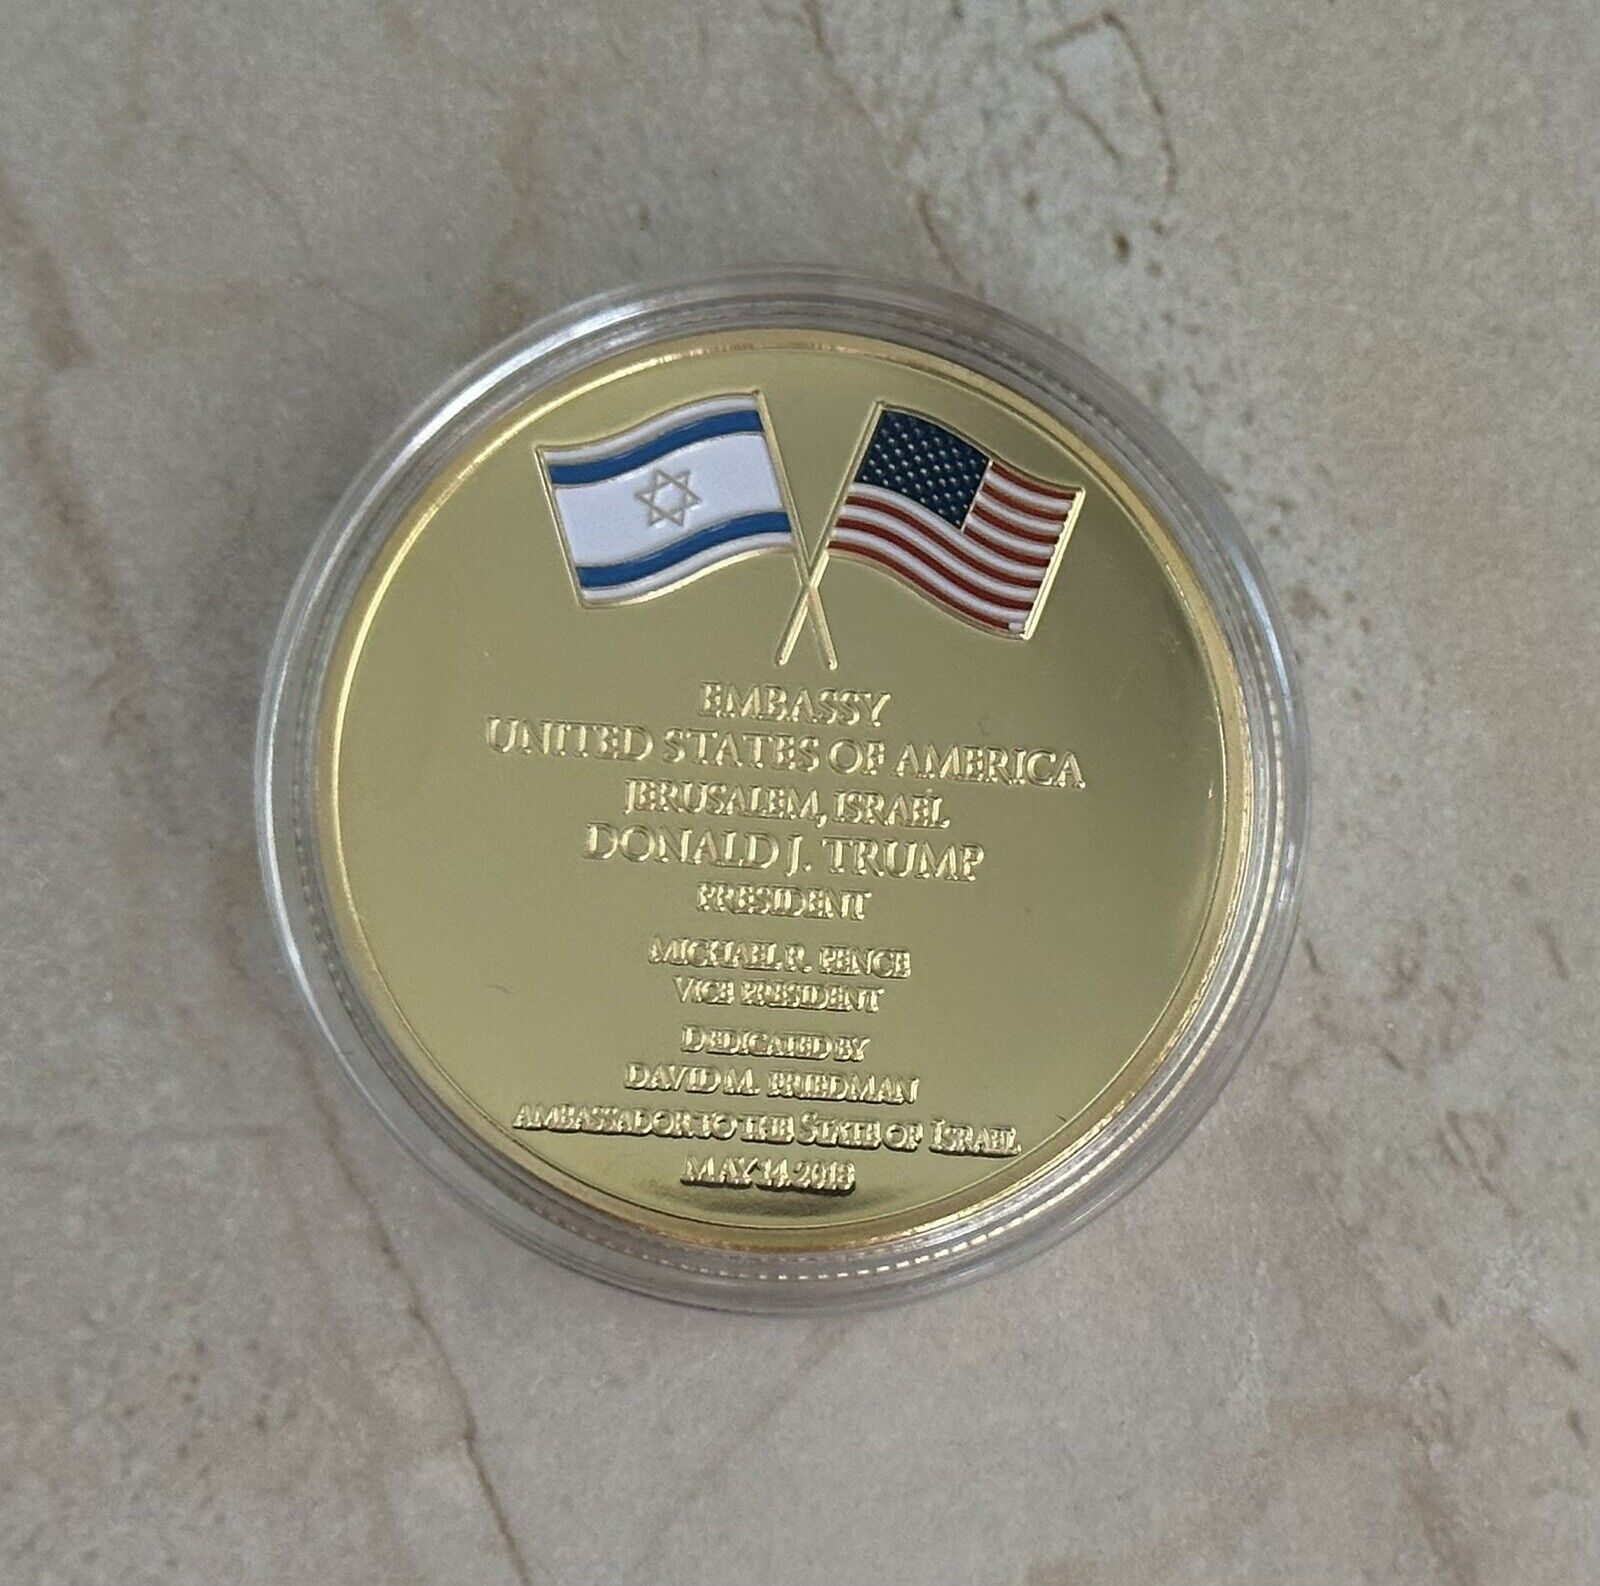 EMBASSY
UNITED STATES OF AMERICA
JERUSALEM, ISRAEL
DONALD J. TRUMP
PRESIDENT
MICHAEL R. PENCE
VICE PRESIDENT
DEDICATED BY
DAVID M. FRIEDMAN
AMBASSADOR TO THE STATE OF ISRAEL
MAY 14, 2018